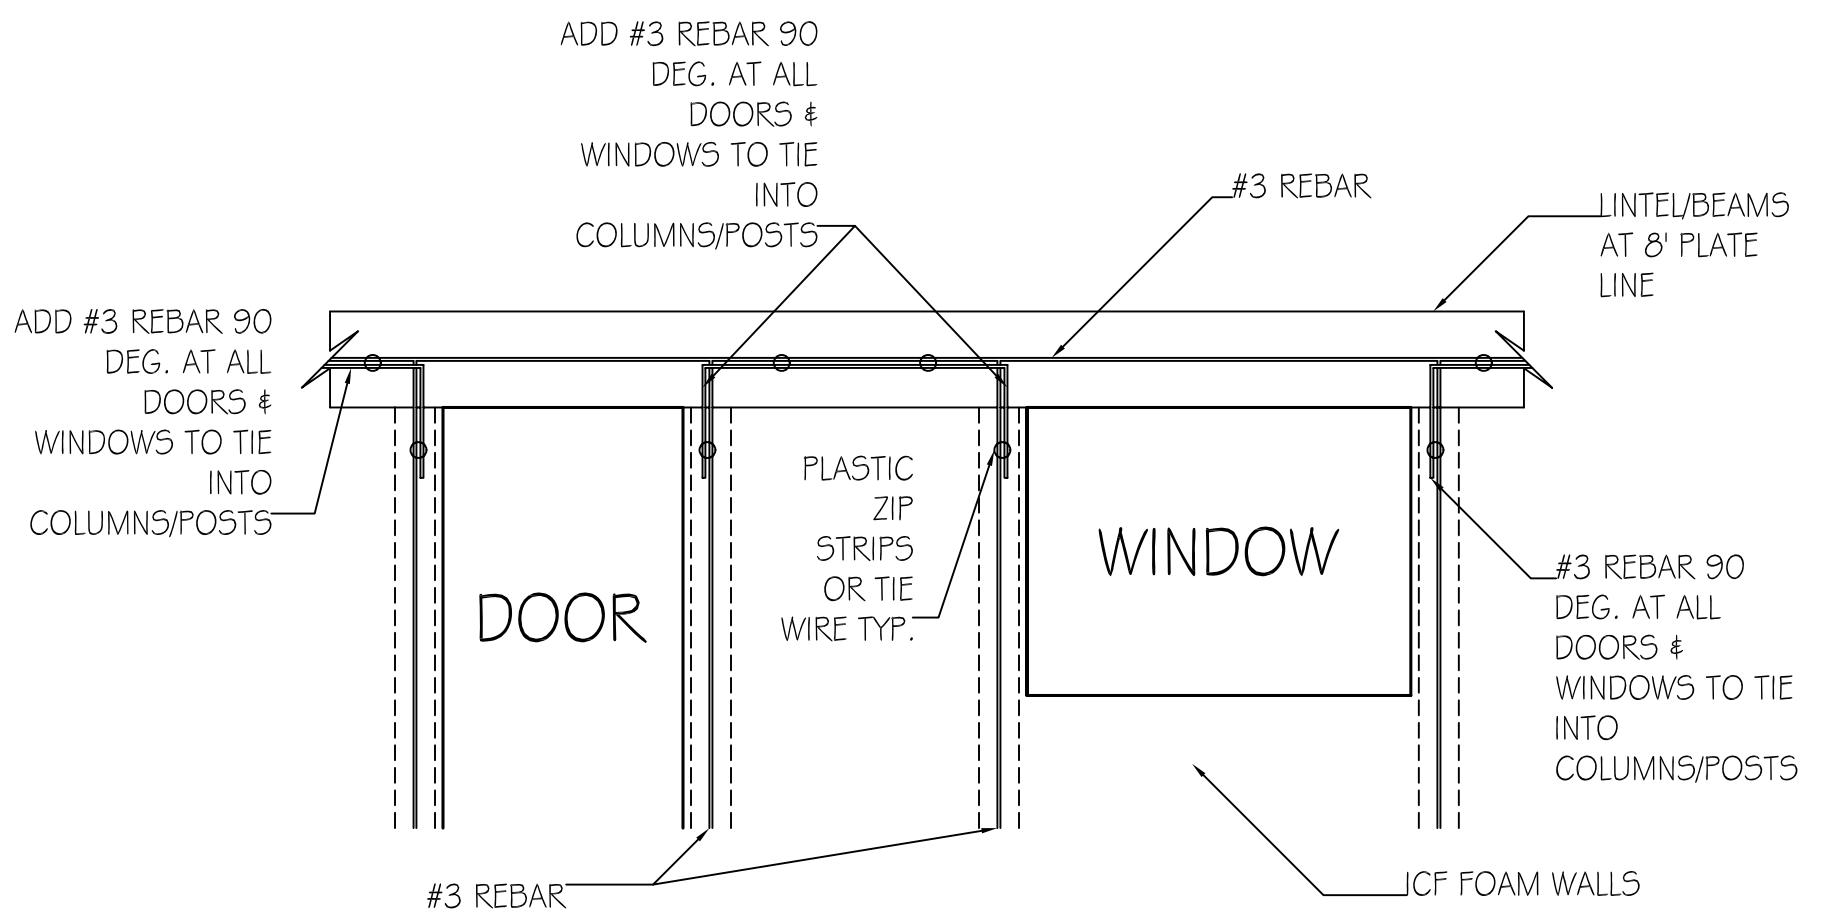 ADD #3 REBAR 90
DEG. AT ALL
DOORS &
WINDOWS TO TIE
INTO
COLUMNS/POSTS
#3 REBAR
LINTEL/BEAMS
AT 8' PLATE
LINE
ADD #3 REBAR 90
DEG. AT ALL
DOORS &
WINDOWS TO TIE
INTO
COLUMNS/POSTS
PLASTIC
ZIP
STRIPS
OR TIE
WIRE TYP.
DOOR
WINDOW
#3 REBAR 90
DEG. AT ALL
DOORS &
WINDOWS TO TIE
INTO
COLUMNS/POSTS
#3 REBAR
ICF FOAM WALLS